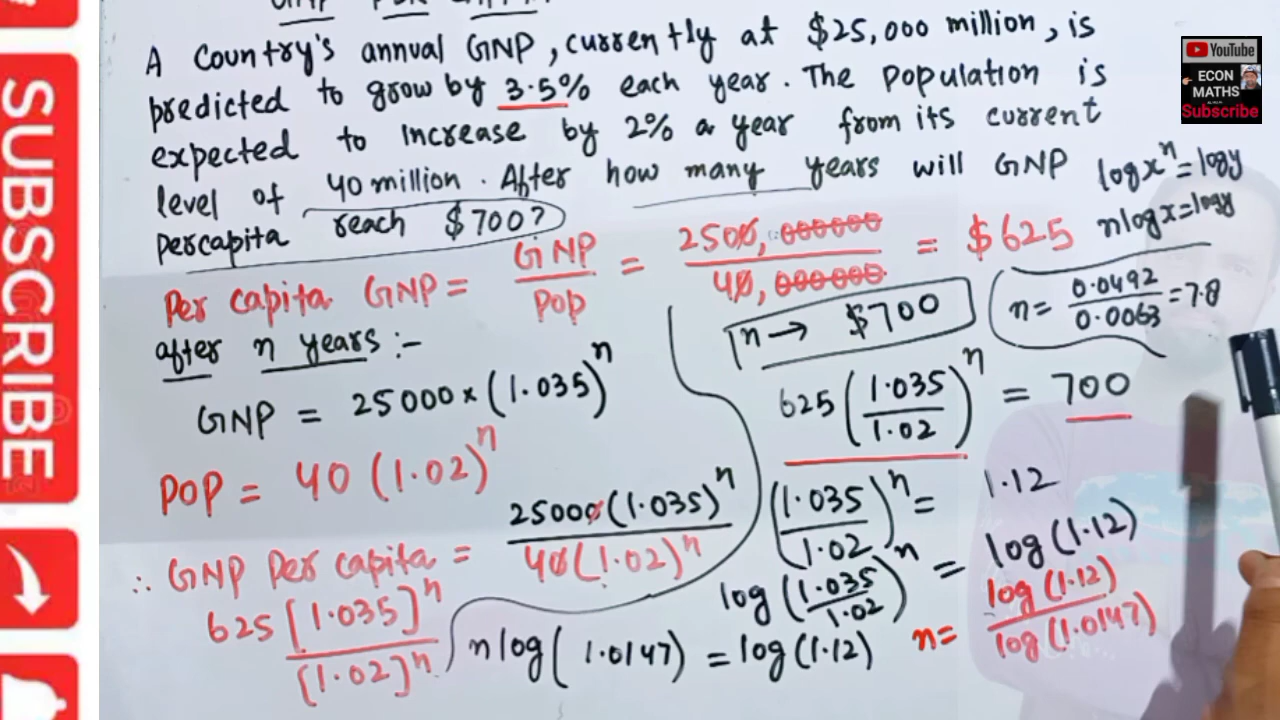 A Country's annual GNP, currently at $25,000 million, is
predicted to grow by 3.5% each year. The population is
expected to increase by 2% a year from its current
level of 40 million. After how many years will GNP
percapita reach $700?
log xⁿ = log y
n log x = log y
Per capita GNP = GNP/Pop = 2500, 000000/40, 000000 = $625
n → $700
n = 0.0492/0.0063 = 7.8
after n years :-
GNP = 25000 × (1.035)ⁿ
POP = 40 (1.02)ⁿ
∴ GNP Per capita = 25000 (1.035)ⁿ/40 (1.02)ⁿ
625 [1.035]ⁿ/[1.02]ⁿ
625 (1.035/1.02)ⁿ = 700
(1.035/1.02)ⁿ = 1.12
log (1.035/1.02)ⁿ = log (1.12)
n log (1.0147) = log (1.12)
n = log (1.12)/log (1.0147)
SUBSCRIBE
YouTube
ECON
MATHS
Subscribe